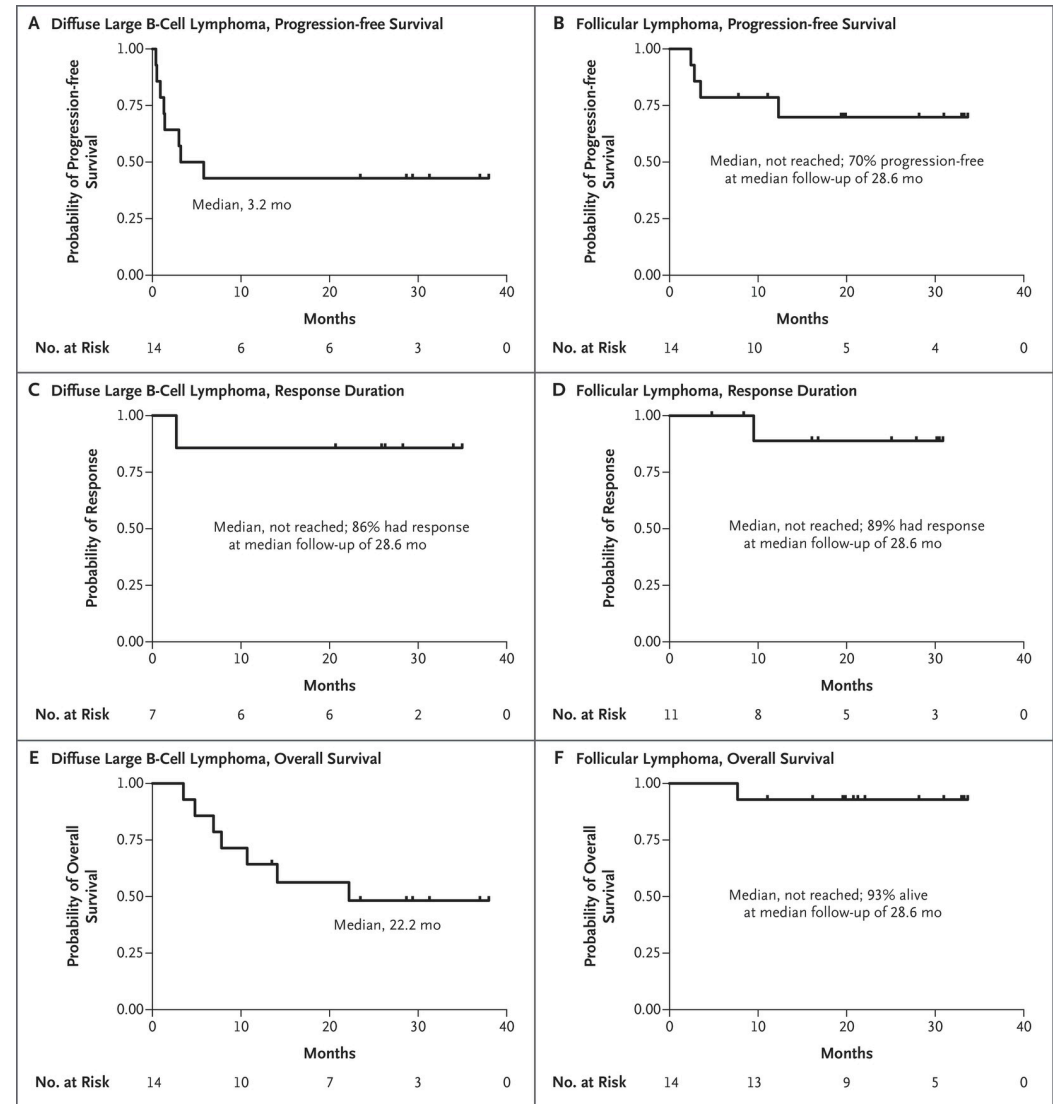 A Diffuse Large B-Cell Lymphoma, Progression-free Survival
Probability of Progression-free
Survival
1.00
0.75
0.50
0.25
0.00
Median, 3.2 mo
0 10 20 30 40
Months
No. at Risk 14 6 6 3 0
B Follicular Lymphoma, Progression-free Survival
Probability of Progression-free
Survival
1.00
0.75
0.50
0.25
0.00
Median, not reached; 70% progression-free
at median follow-up of 28.6 mo
0 10 20 30 40
Months
No. at Risk 14 10 5 4 0
C Diffuse Large B-Cell Lymphoma, Response Duration
Probability of Response
1.00
0.75
0.50
0.25
0.00
Median, not reached; 86% had response
at median follow-up of 28.6 mo
0 10 20 30 40
Months
No. at Risk 7 6 6 2 0
D Follicular Lymphoma, Response Duration
Probability of Response
1.00
0.75
0.50
0.25
0.00
Median, not reached; 89% had response
at median follow-up of 28.6 mo
0 10 20 30 40
Months
No. at Risk 11 8 5 3 0
E Diffuse Large B-Cell Lymphoma, Overall Survival
Probability of Overall
Survival
1.00
0.75
0.50
0.25
0.00
Median, 22.2 mo
0 10 20 30 40
Months
No. at Risk 14 10 7 3 0
F Follicular Lymphoma, Overall Survival
Probability of Overall
Survival
1.00
0.75
0.50
0.25
0.00
Median, not reached; 93% alive
at median follow-up of 28.6 mo
0 10 20 30 40
Months
No. at Risk 14 13 9 5 0